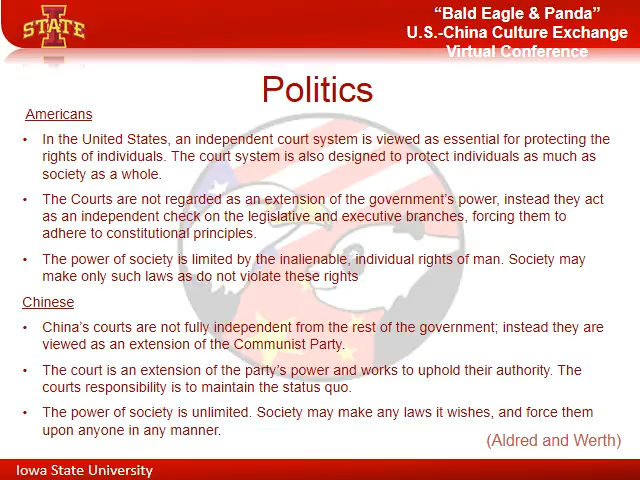 STATE
“Bald Eagle & Panda”
U.S.-China Culture Exchange
Virtual Conference
Politics
Americans
• In the United States, an independent court system is viewed as essential for protecting the
rights of individuals. The court system is also designed to protect individuals as much as
society as a whole.
• The Courts are not regarded as an extension of the government’s power, instead they act
as an independent check on the legislative and executive branches, forcing them to
adhere to constitutional principles.
• The power of society is limited by the inalienable, individual rights of man. Society may
make only such laws as do not violate these rights
Chinese
• China’s courts are not fully independent from the rest of the government; instead they are
viewed as an extension of the Communist Party.
• The court is an extension of the party’s power and works to uphold their authority. The
courts responsibility is to maintain the status quo.
• The power of society is unlimited. Society may make any laws it wishes, and force them
upon anyone in any manner.
(Aldred and Werth)
Iowa State University